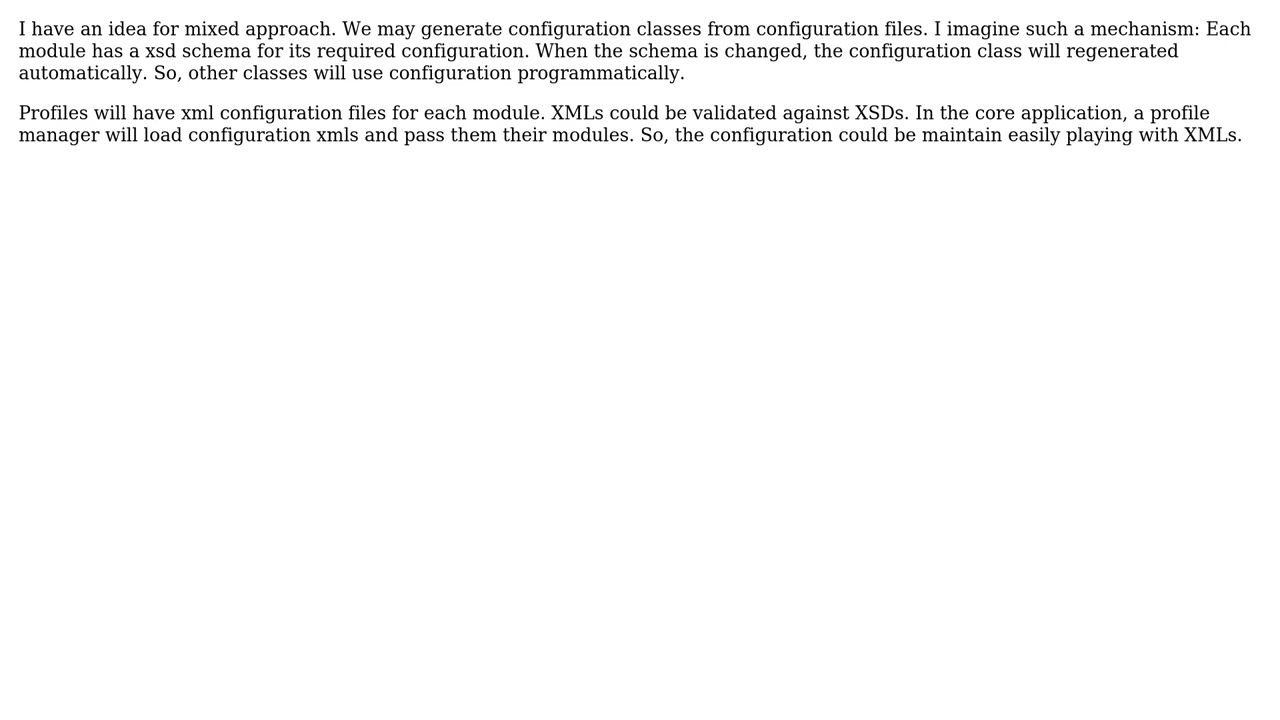 I have an idea for mixed approach. We may generate configuration classes from configuration files. I imagine such a mechanism: Each
module has a xsd schema for its required configuration. When the schema is changed, the configuration class will regenerated
automatically. So, other classes will use configuration programmatically.
Profiles will have xml configuration files for each module. XMLs could be validated against XSDs. In the core application, a profile
manager will load configuration xmls and pass them their modules. So, the configuration could be maintain easily playing with XMLs.